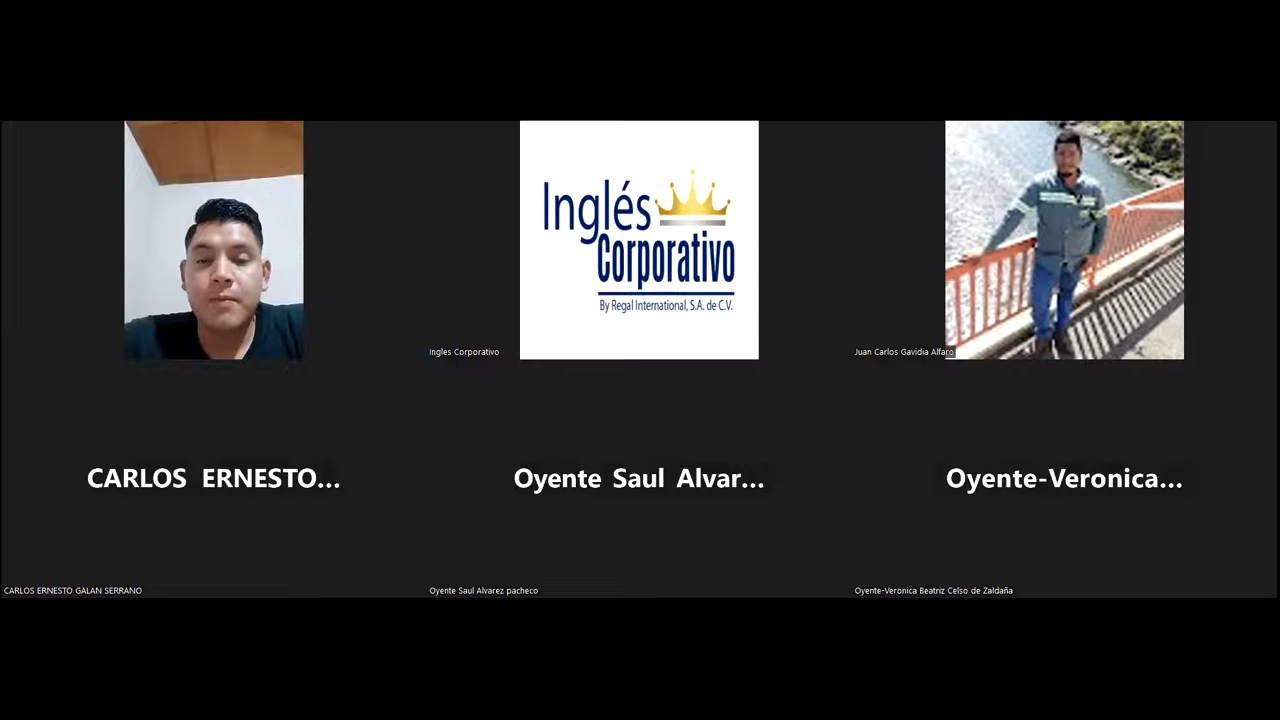 Inglés
Corporativo
By Regal International, S.A. de C.V.
Ingles Corporativo
Juan Carlos Gavidia Alfaro
CARLOS ERNESTO...
Oyente Saul Alvar...
Oyente-Veronica...
CARLOS ERNESTO GALAN SERRANO
Oyente Saul Alvarez pacheco
Oyente-Veronica Beatriz Celso de Zaldaña